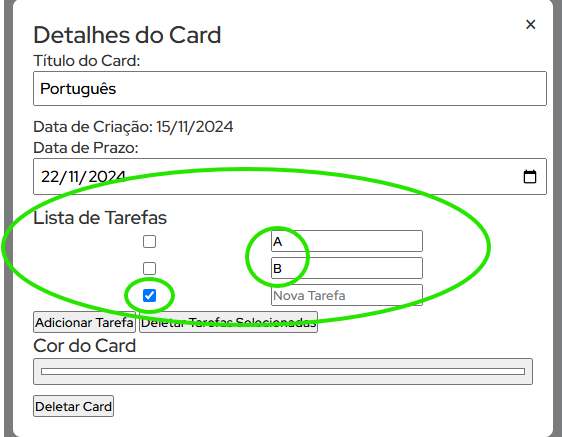 Detalhes do Card
×
Título do Card:
Português
Data de Criação: 15/11/2024
Data de Prazo:
22/11/2024
Lista de Tarefas
A
B
Nova Tarefa
Adicionar Tarefa Deletar Tarefas Selecionadas
Cor do Card
Deletar Card